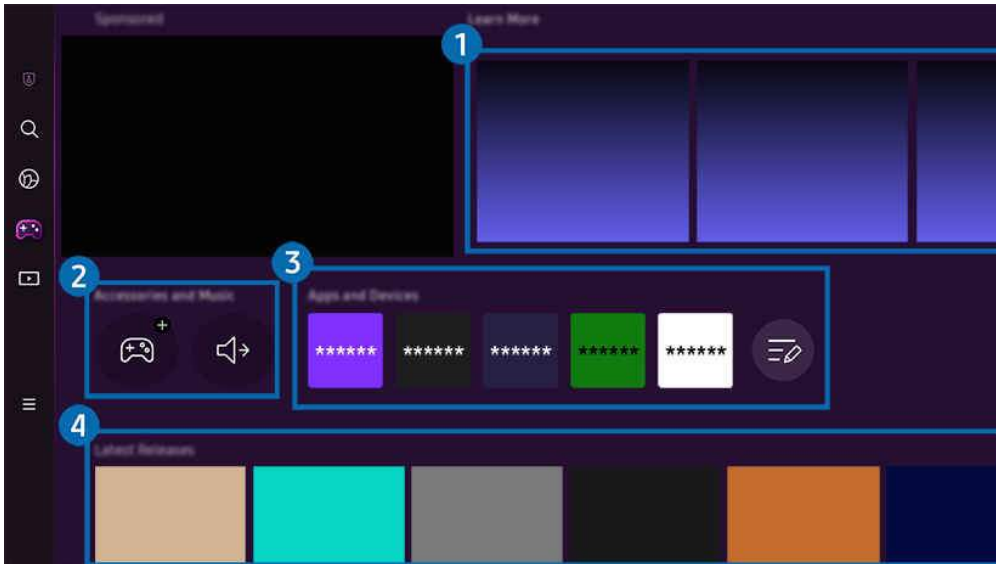 Sponsored
Learn More
1
2
3
Accessories and Music
Apps and Devices
****** ****** ****** ****** ******
4
Latest Releases